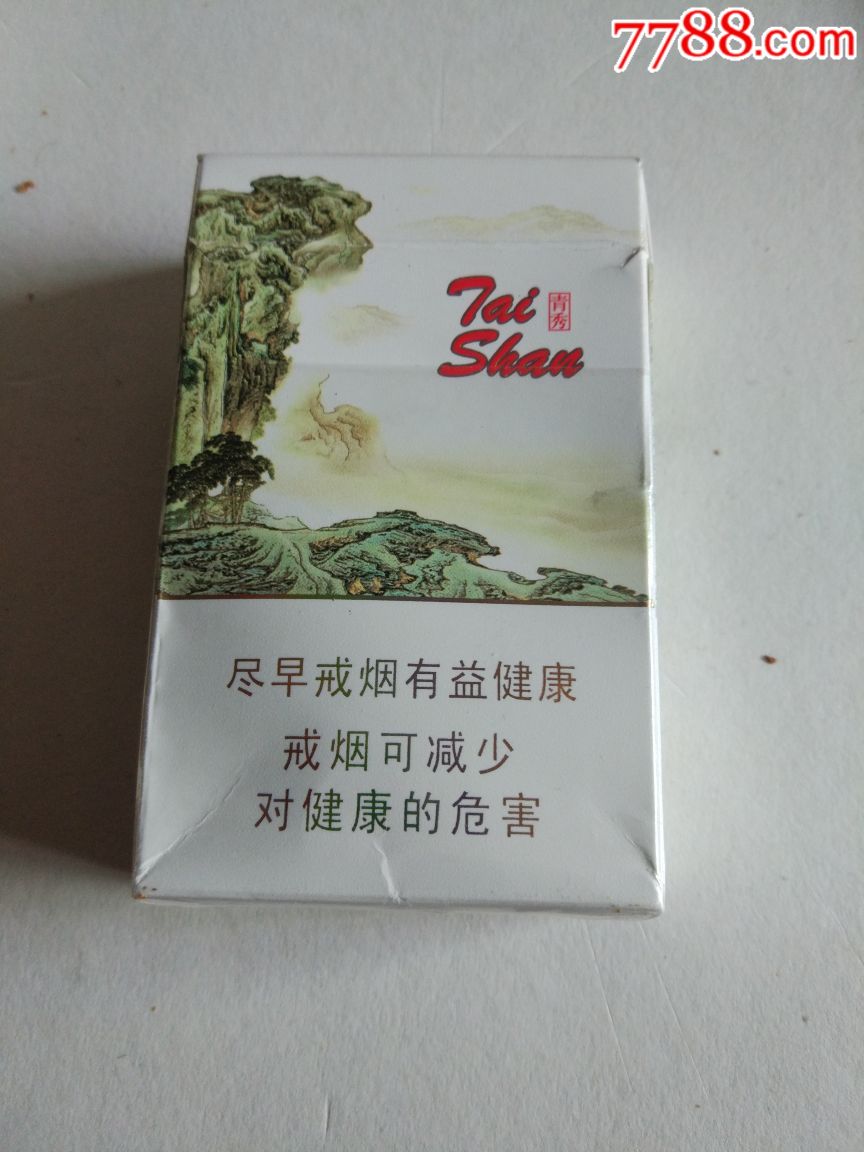 7788.com
Tai
青秀
Shan
尽早戒烟有益健康
戒烟可减少
对健康的危害